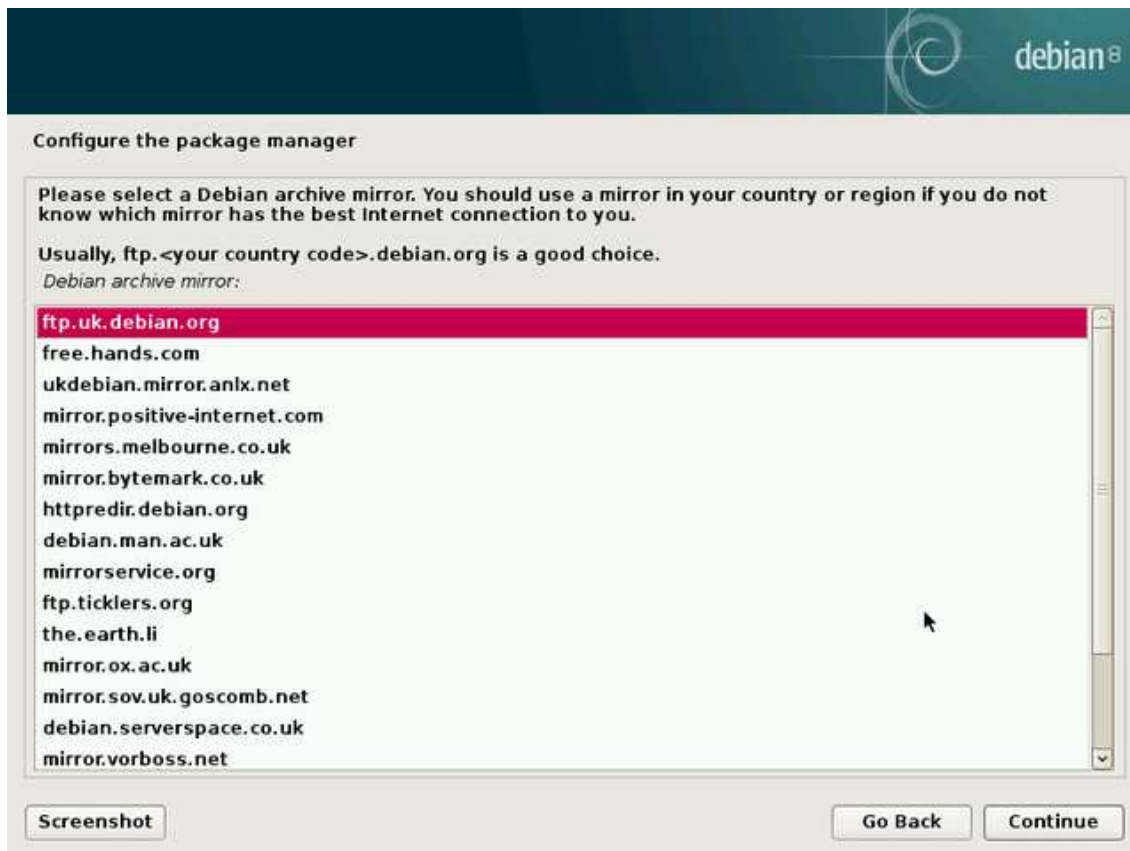 debian 8
Configure the package manager
Please select a Debian archive mirror. You should use a mirror in your country or region if you do not
know which mirror has the best Internet connection to you.
Usually, ftp.<your country code>.debian.org is a good choice.
Debian archive mirror:
ftp.uk.debian.org
free.hands.com
ukdebian.mirror.anlx.net
mirror.positive-internet.com
mirrors.melbourne.co.uk
mirror.bytemark.co.uk
httpredir.debian.org
debian.man.ac.uk
mirrorservice.org
ftp.ticklers.org
the.earth.li
mirror.ox.ac.uk
mirror.sov.uk.goscomb.net
debian.serverspace.co.uk
mirror.vorboss.net
Screenshot Go Back Continue